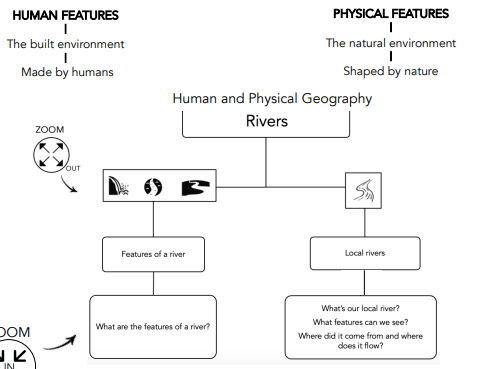 HUMAN FEATURES
The built environment
Made by humans
PHYSICAL FEATURES
The natural environment
Shaped by nature
Human and Physical Geography
Rivers
ZOOM
OUT
Features of a river
Local rivers
What are the features of a river?
What's our local river?
What features can we see?
Where did it come from and where
does it flow?
OOM
IN